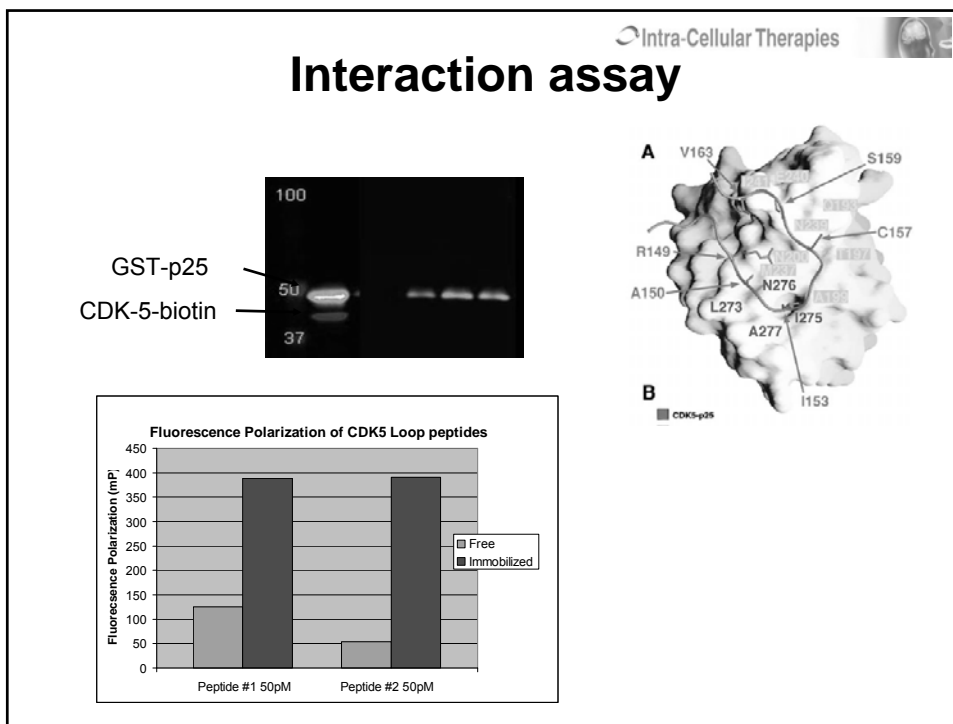 Intra-Cellular Therapies
Interaction assay
100
GST-p25
50
CDK-5-biotin
37
A
V163
S159
C157
R149
N276
A150
L273
I275
A277
I153
B
CDK5-p25
Fluorescence Polarization of CDK5 Loop peptides
Fluorecsence Polarization (mP)
450
400
350
300
250
200
150
100
50
0
Free
Immobilized
Peptide #1 50pM
Peptide #2 50pM